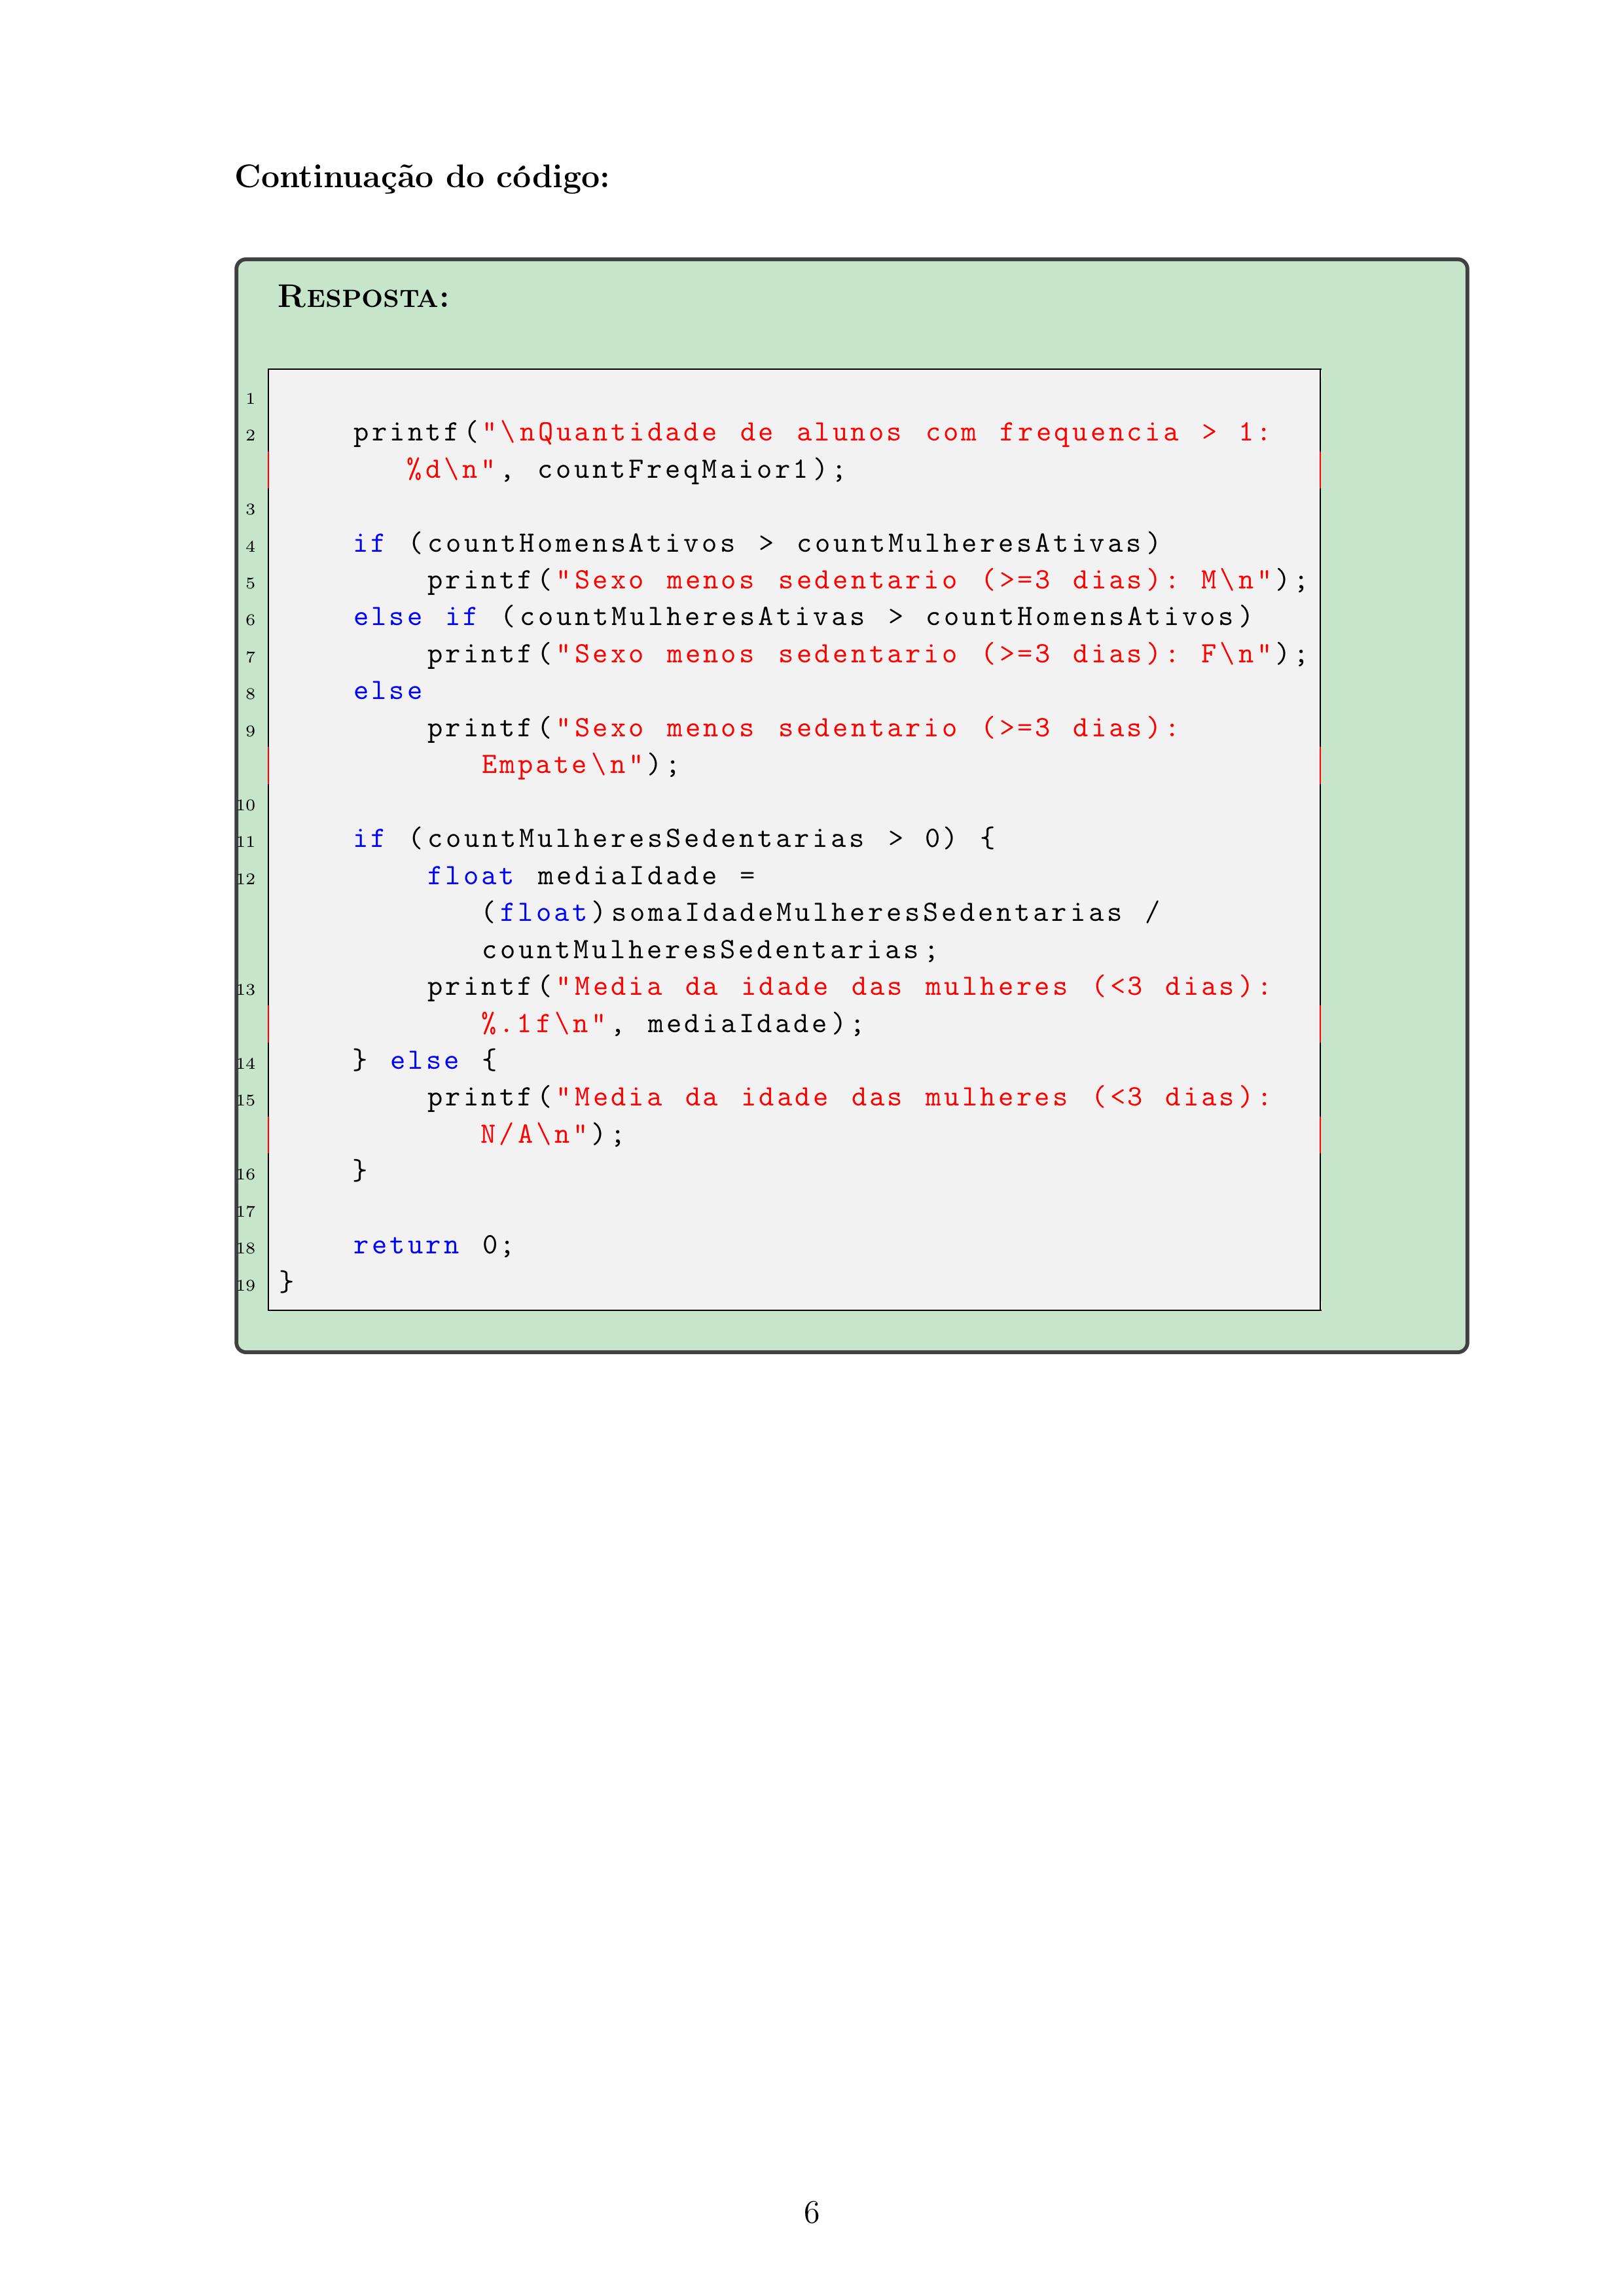 Continuação do código:
RESPOSTA:
1
2 printf("\nQuantidade de alunos com frequencia > 1:
%d\n", countFreqMaior1);
3
4 if (countHomensAtivos > countMulheresAtivas)
5 printf("Sexo menos sedentario (>=3 dias): M\n");
6 else if (countMulheresAtivas > countHomensAtivos)
7 printf("Sexo menos sedentario (>=3 dias): F\n");
8 else
9 printf("Sexo menos sedentario (>=3 dias):
Empate\n");
10
11 if (countMulheresSedentarias > 0) {
12 float mediaIdade =
(float)somaIdadeMulheresSedentarias /
countMulheresSedentarias;
13 printf("Media da idade das mulheres (<3 dias):
%.1f\n", mediaIdade);
14 } else {
15 printf("Media da idade das mulheres (<3 dias):
N/A\n");
16 }
17
18 return 0;
19 }
6